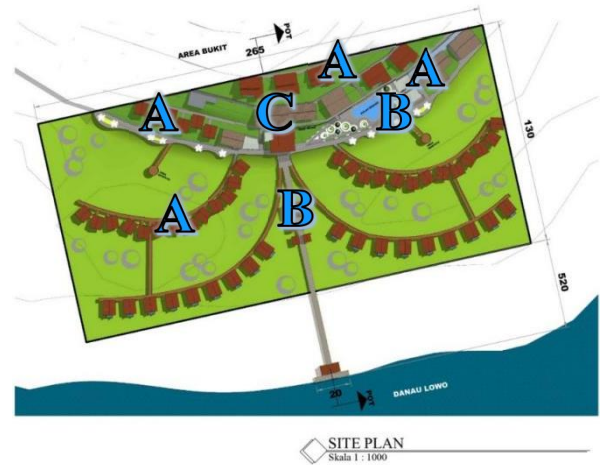 POT
AREA BUKIT
265
A
A
C
A
B
130
A
B
520
20
POT
DANAU LOWO
SITE PLAN
Skala 1 : 1000